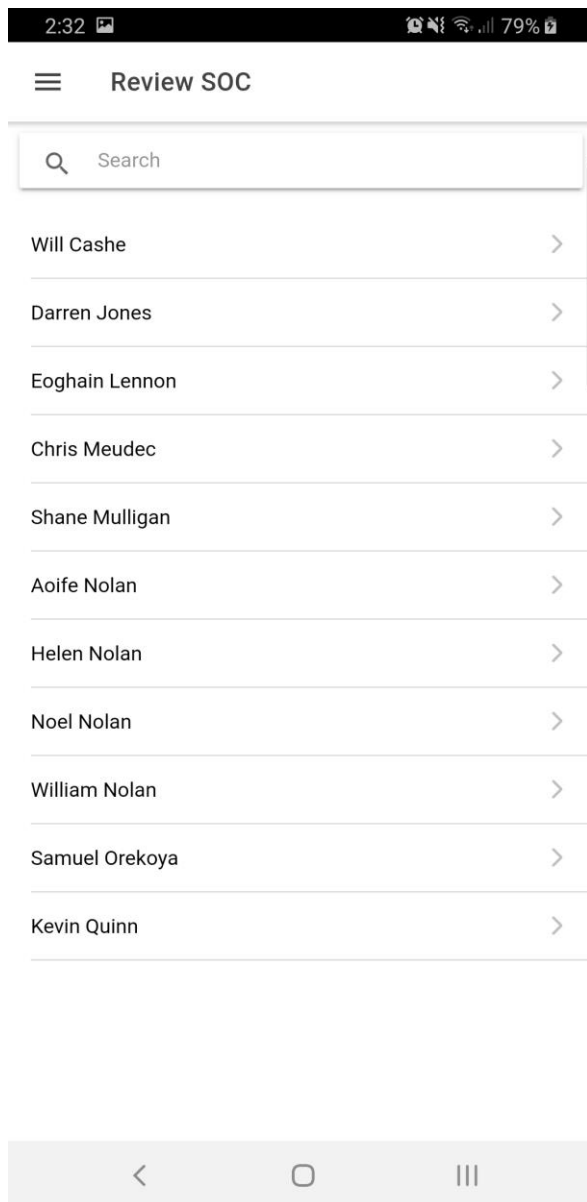 2:32 79%
Review SOC
Search
Will Cashe
Darren Jones
Eoghain Lennon
Chris Meudec
Shane Mulligan
Aoife Nolan
Helen Nolan
Noel Nolan
William Nolan
Samuel Orekoya
Kevin Quinn